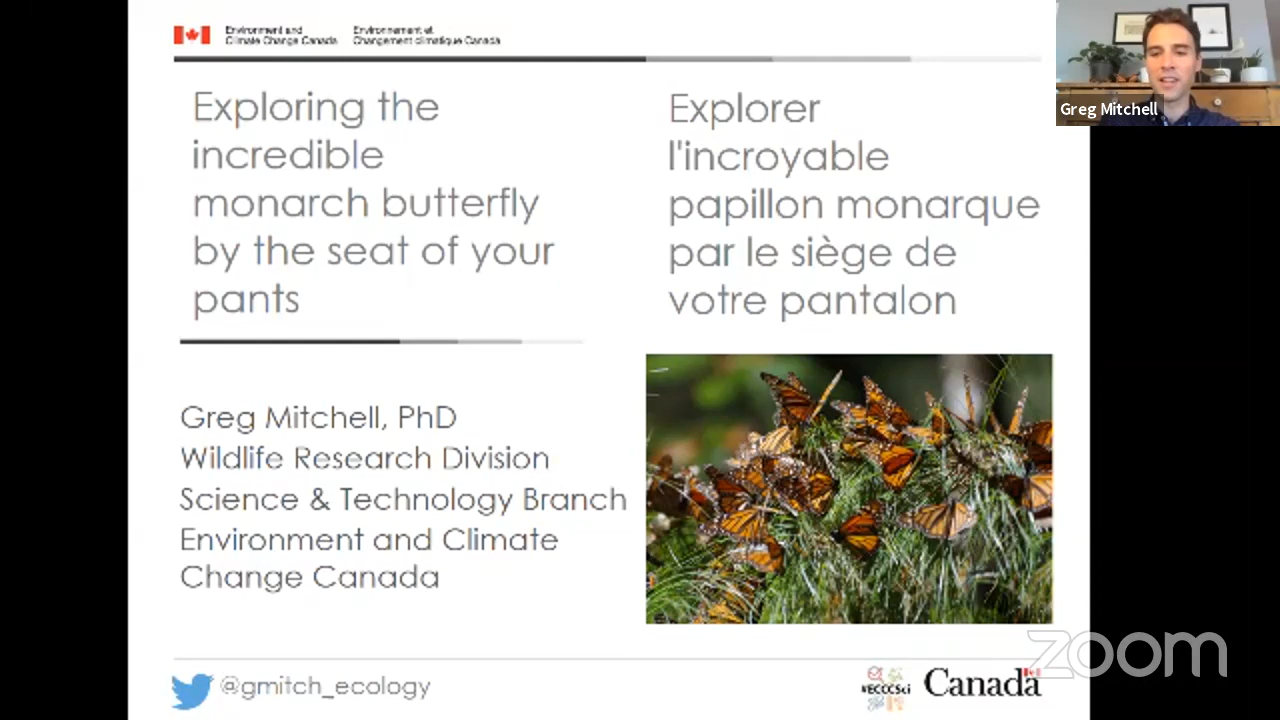 Environment and
Climate Change Canada
Environnement et
Changement climatique Canada
Greg Mitchell
Exploring the
incredible
monarch butterfly
by the seat of your
pants
Explorer
l'incroyable
papillon monarque
par le siège de
votre pantalon
Greg Mitchell, PhD
Wildlife Research Division
Science & Technology Branch
Environment and Climate
Change Canada
@gmitch_ecology
#ECCCSci
Canada
zoom